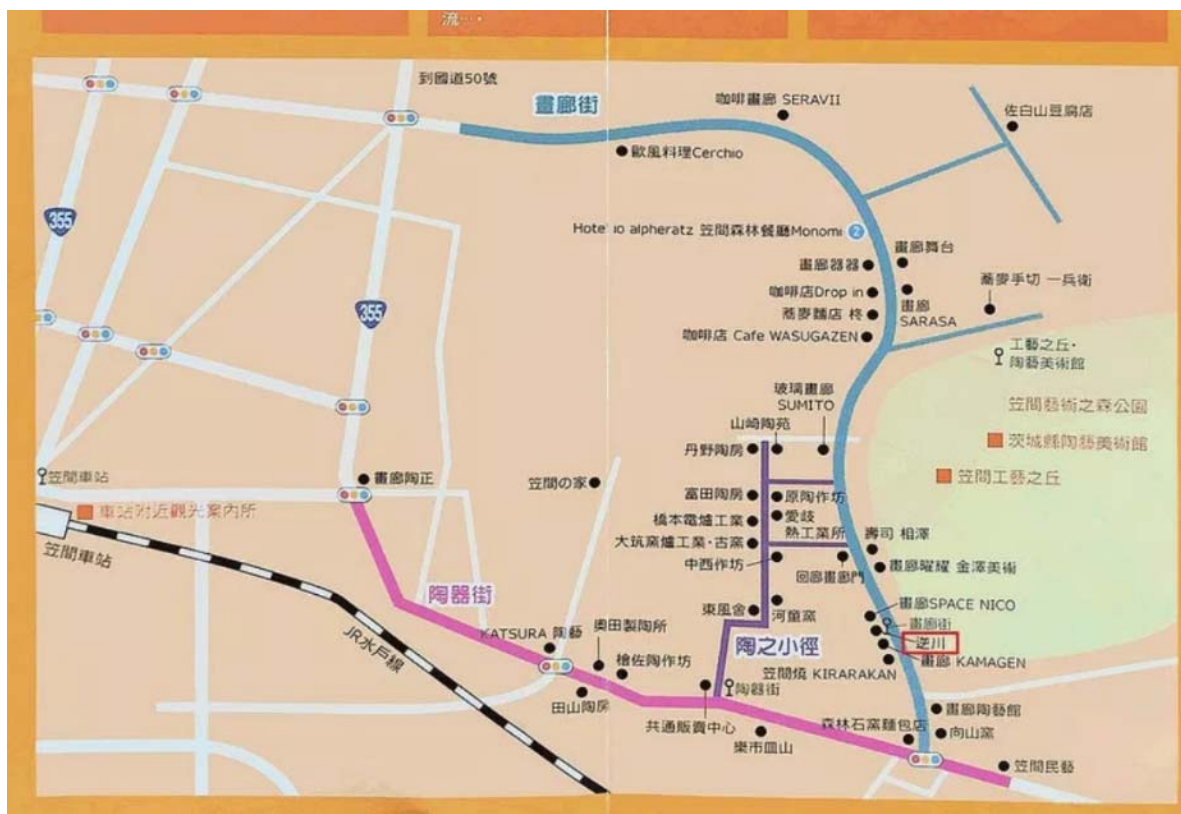 流…・
到國道50號
畫廊街
咖啡畫廊 SERAVII
佐白山豆腐店
歐風料理Cerchio
355
Hotel io alpheratz 笠間森林餐廳Monomi 2
畫廊舞台
畫廊器器
蕎麥手切 一兵衛
咖啡店Drop in
畫廊
SARASA
355
蕎麥麵店 柊
咖啡店 Cafe WASUGAZEN
工藝之丘・
陶藝美術館
玻璃畫廊
SUMITO
笠間藝術之森公園
山崎陶苑
茨城縣陶藝美術館
丹野陶房
笠間車站
畫廊陶正
笠間の家
笠間工藝之丘
富田陶房
原陶作坊
車站附近觀光案內所
橋本電爐工業
愛歧
熱工業所
壽司 相澤
大筑窯爐工業・古窯
笠間車站
中西作坊
回廊畫廊門
畫廊曜耀 金澤美術
陶器街
東風舍
河童窯
畫廊SPACE NICO
畫廊街
JR水戶線
KATSURA 陶藝
奧田製陶所
陶之小徑
逆川
檜佐陶作坊
笠間燒 KIRARAKAN
畫廊 KAMAGEN
陶器街
田山陶房
共通販賣中心
森林石窯麵包店
畫廊陶藝館
樂市皿山
向山窯
笠間民藝